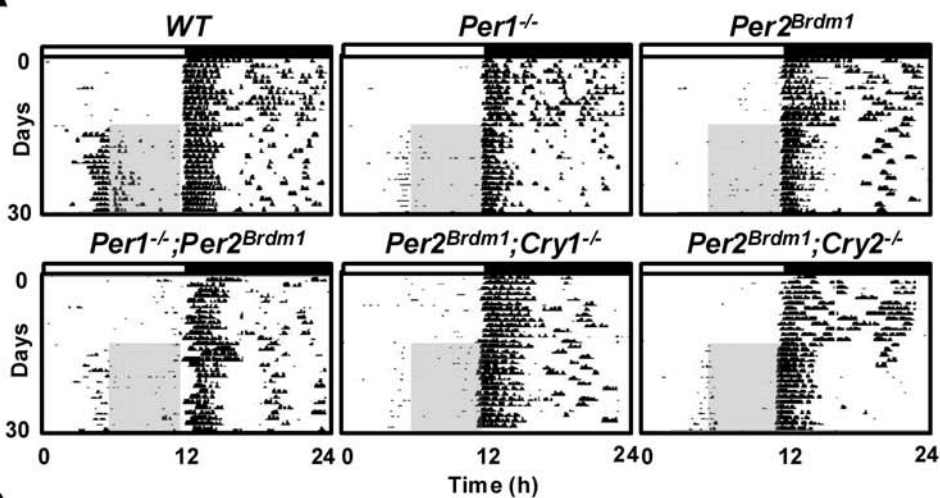 WT Per1-/- Per2Brdm1
0
Days
30
Per1-/-;Per2Brdm1 Per2Brdm1;Cry1-/- Per2Brdm1;Cry2-/-
0
Days
30
0 12 24 0 12 24 0 12 24
Time (h)